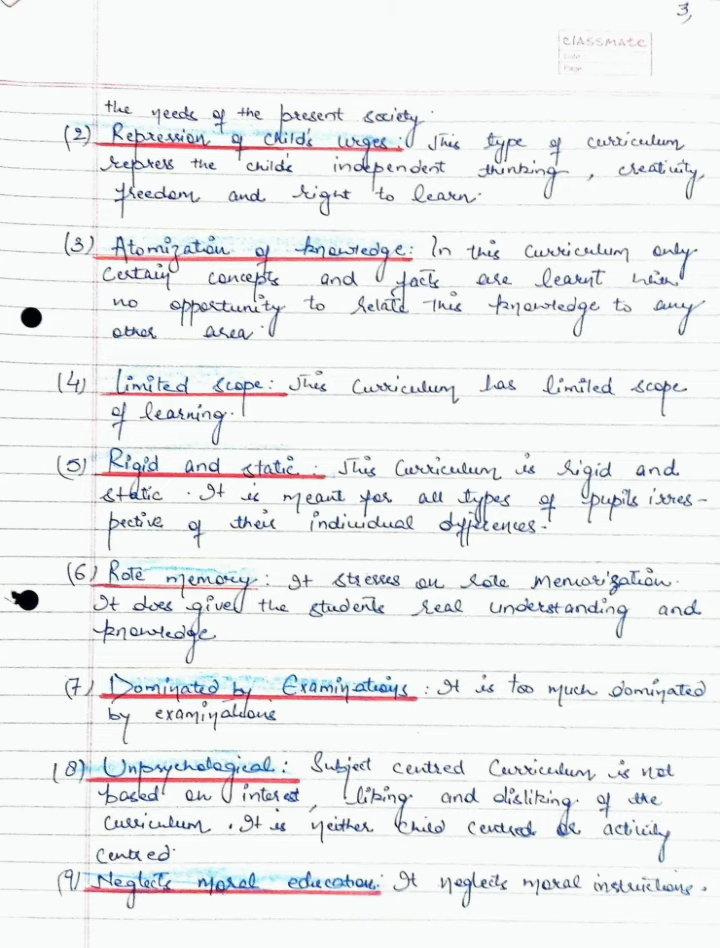 3,
CLASSMATE
Date
Page
the needs of the present society.
(2) Repression of child's urges: This type of curriculum
repress the child's independent thinking, creativity,
freedom and right to learn.
(3) Atomization of knowledge: In this curriculum only
certain concepts and facts are learnt with
no opportunity to relate this knowledge to any
other area.
(4) Limited scope: This curriculum has limited scope
of learning.
(5) Rigid and static: This curriculum is rigid and
static. It is meant for all types of pupils irres-
pective of their individual differences.
(6) Rote memory: It stresses on rote memorization.
It does give the students real understanding and
knowledge
(7) Dominated by Examinations: It is too much dominated
by examinations
(8) Unpsychological: Subject centred curriculum is not
based on interest, liking and disliking of the
curriculum. It is neither child centred or activity
centred.
(9) Neglects moral education: It neglects moral instructions.